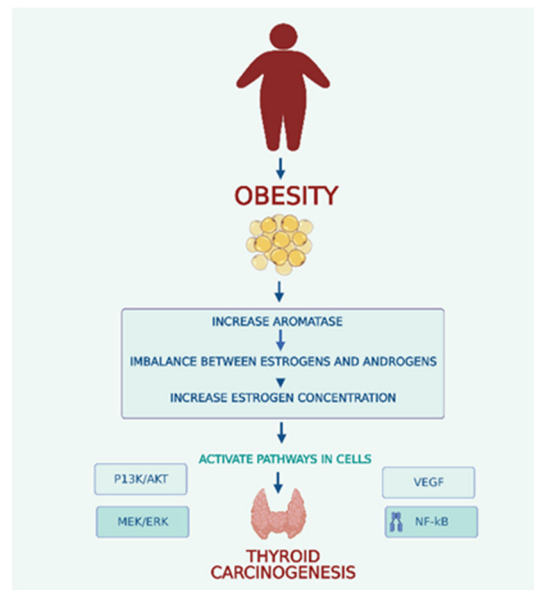 OBESITY
INCREASE AROMATASE
IMBALANCE BETWEEN ESTROGENS AND ANDROGENS
INCREASE ESTROGEN CONCENTRATION
ACTIVATE PATHWAYS IN CELLS
P13K/AKT
MEK/ERK
VEGF
NF-kB
THYROID
CARCINOGENESIS